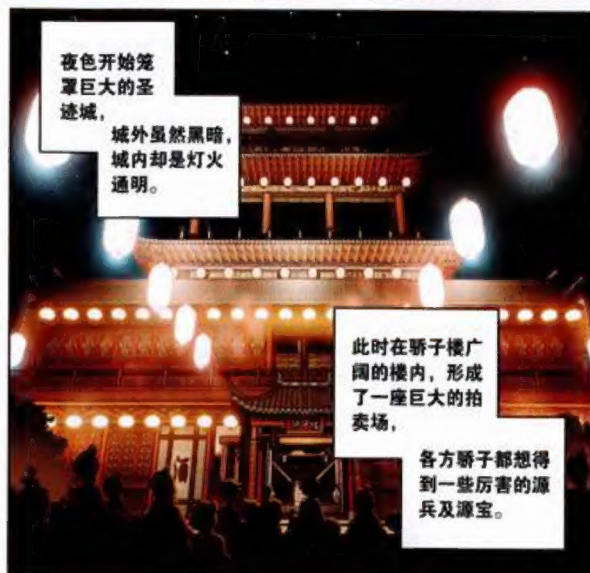 夜色开始笼
罩巨大的圣
迹城，
城外虽然黑暗，
城内却是灯火
通明。
此时在骄子楼广
阔的楼内，形成
了一座巨大的拍
卖场，
各方骄子都想得
到一些厉害的源
兵及源宝。